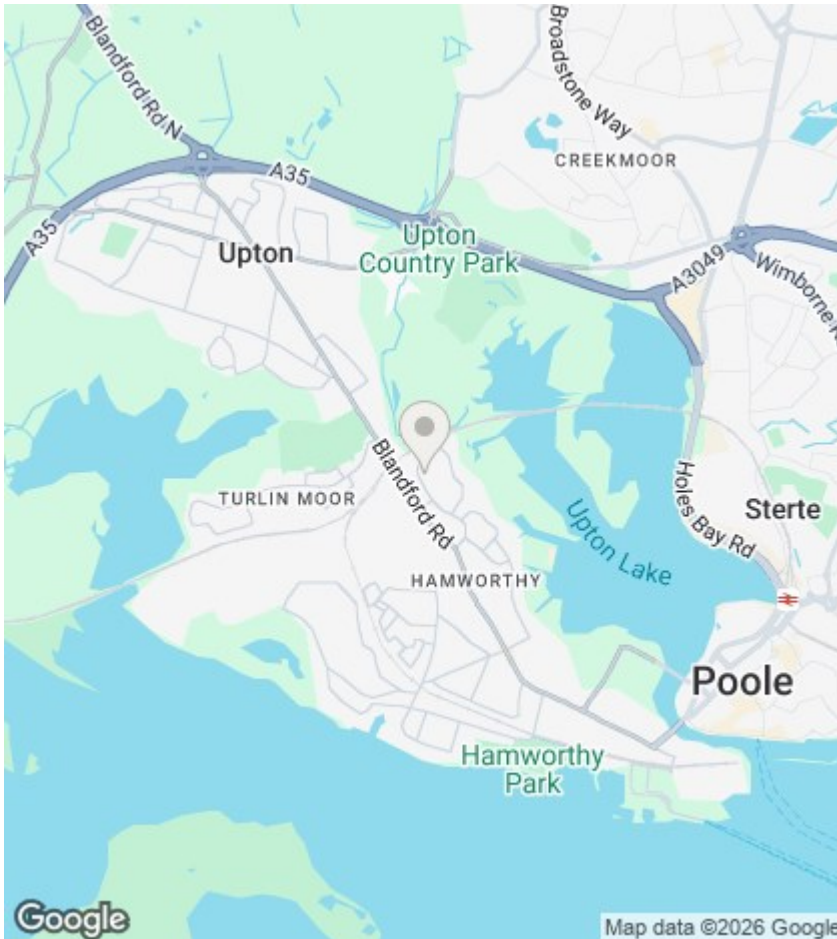 Blandford Rd N
Broadstone Way
CREEKMOOR
A35
A35
Upton
Upton
Country Park
A3049
Wimborne R
TURLIN MOOR
Blandford Rd
HAMWORTHY
Upton Lake
Holes Bay Rd
Sterte
Poole
Hamworthy
Park
Google
Map data ©2026 Google